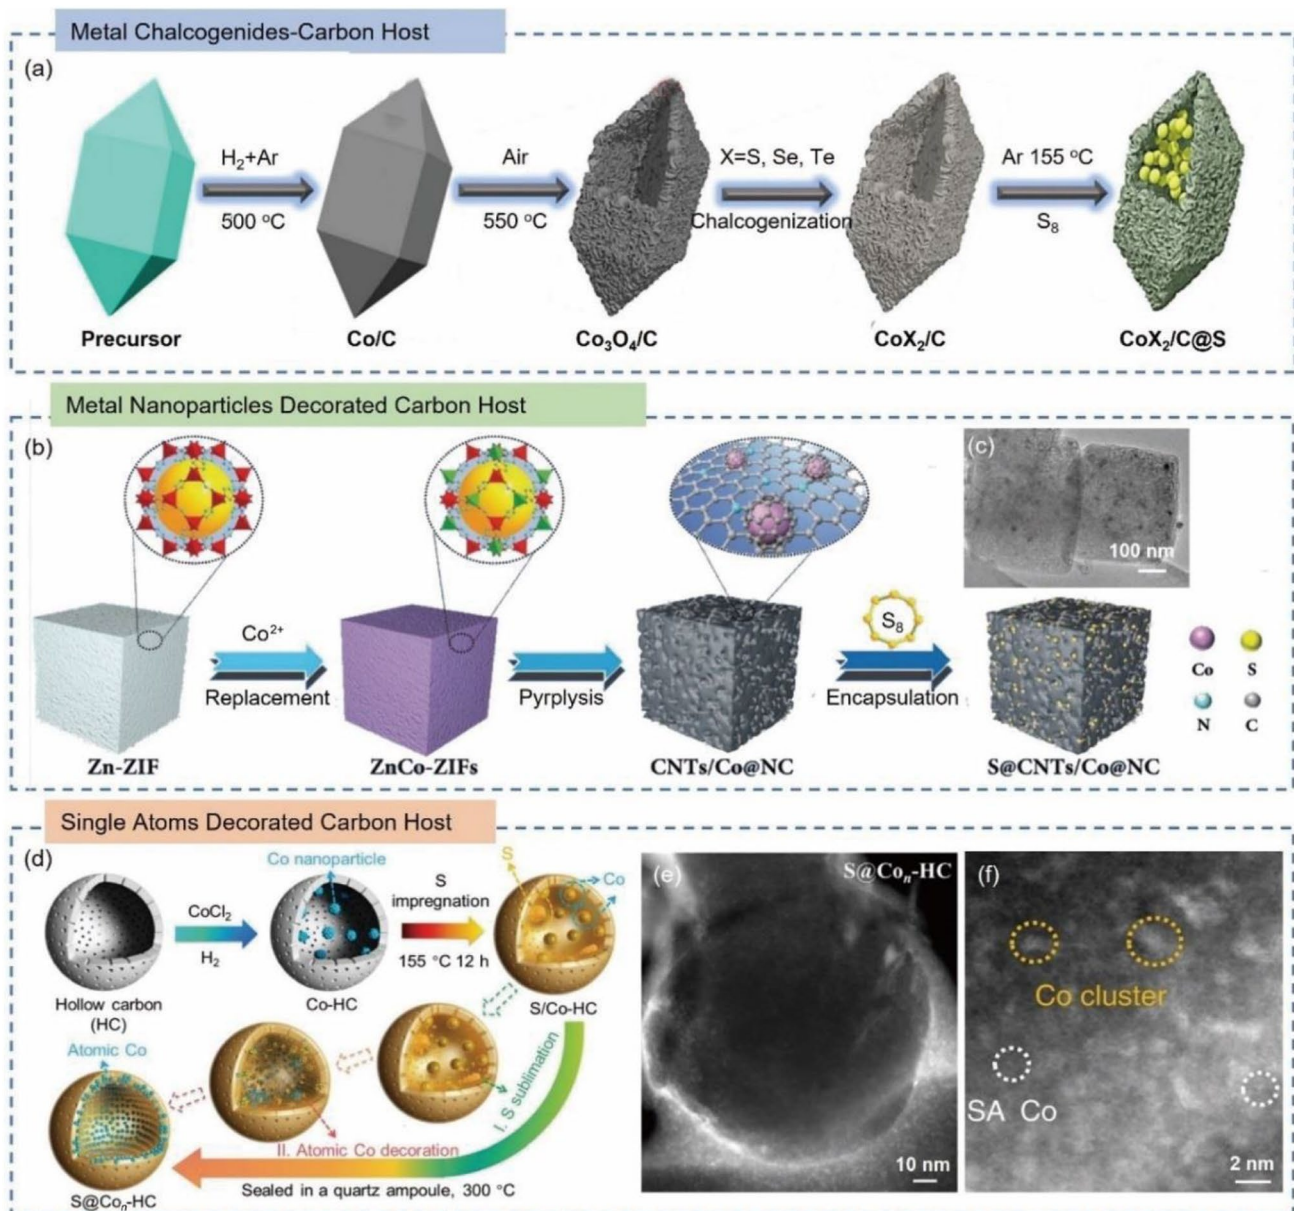 Metal Chalcogenides-Carbon Host
(a)
H₂+Ar
500 °C
Air
550 °C
X=S, Se, Te
Chalcogenization
Ar 155 °C
S₈
Precursor
Co/C
Co₃O₄/C
CoX₂/C
CoX₂/C@S
Metal Nanoparticles Decorated Carbon Host
(b)
(c)
100 nm
Co²⁺
Replacement
Pyrplysis
S₈
Encapsulation
Co
S
N
C
Zn-ZIF
ZnCo-ZIFs
CNTs/Co@NC
S@CNTs/Co@NC
Single Atoms Decorated Carbon Host
(d)
Co nanoparticle
S
Co
CoCl₂
H₂
S
impregnation
155 °C 12 h
Hollow carbon
(HC)
Co-HC
S/Co-HC
Atomic Co
I. S sublimation
II. Atomic Co decoration
Sealed in a quartz ampoule, 300 °C
S@Coₙ-HC
(e)
S@Coₙ-HC
10 nm
(f)
Co cluster
SA Co
2 nm